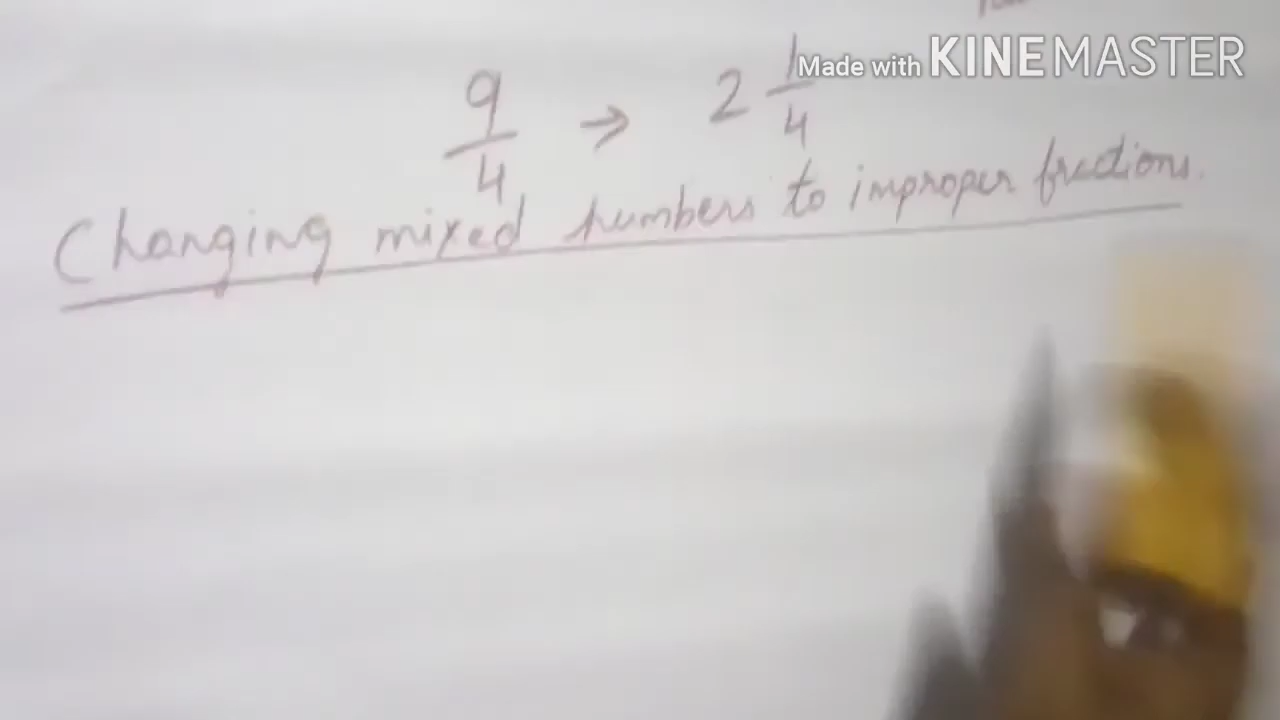 9/4 → 2 1/4
Made with KINEMASTER
Changing mixed numbers to improper fractions.